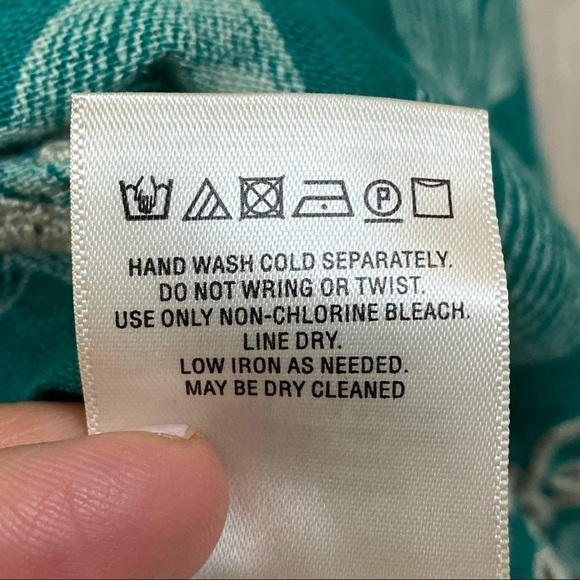 P
HAND WASH COLD SEPARATELY.
DO NOT WRING OR TWIST.
USE ONLY NON-CHLORINE BLEACH.
LINE DRY.
LOW IRON AS NEEDED.
MAY BE DRY CLEANED